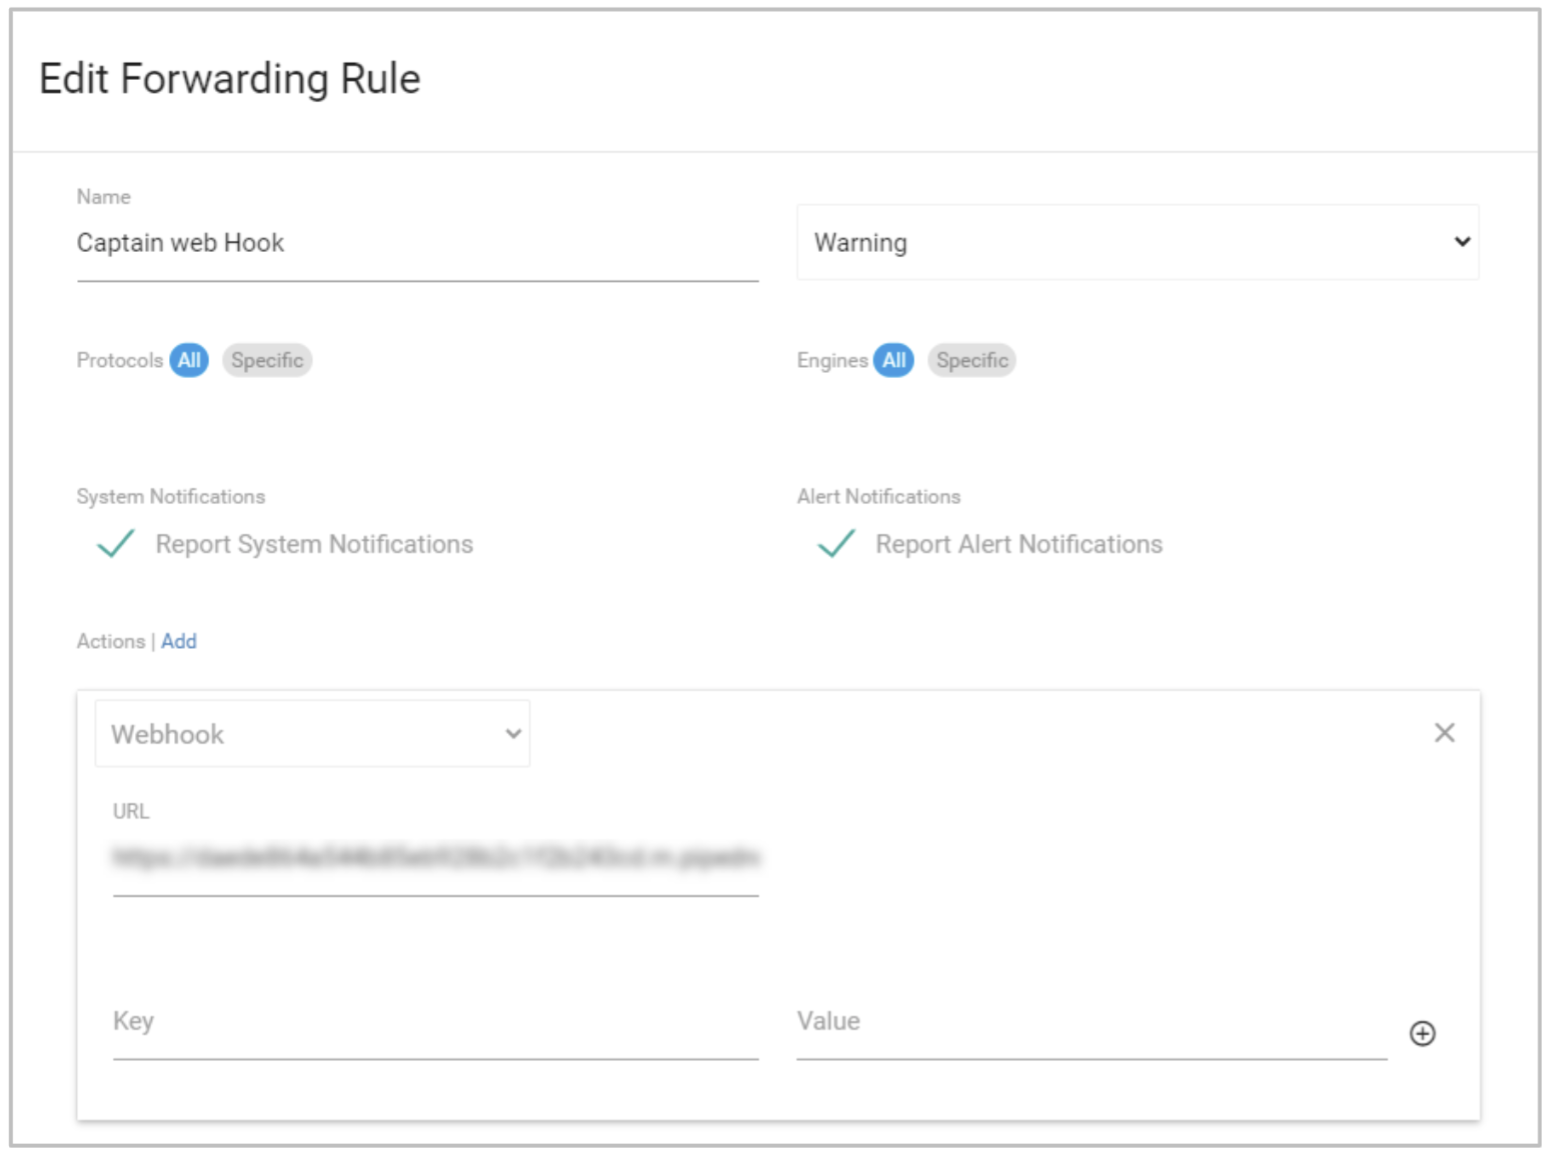 Edit Forwarding Rule
Name
Captain web Hook
Warning
Protocols All Specific
Engines All Specific
System Notifications
Report System Notifications
Alert Notifications
Report Alert Notifications
Actions | Add
Webhook
URL
Key
Value